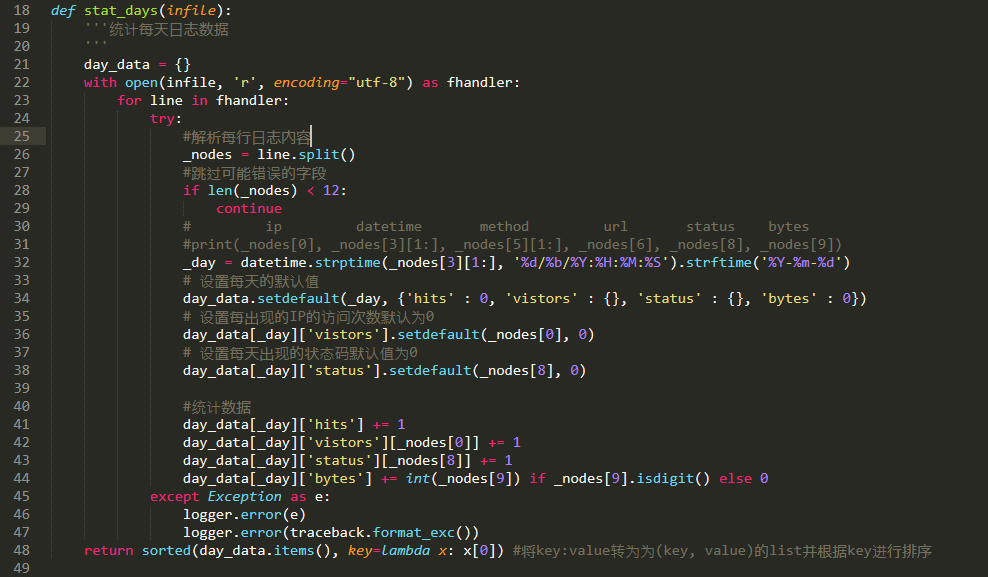 18 def stat_days(infile):
19     '''统计每天日志数据
20     '''
21     day_data = {}
22     with open(infile, 'r', encoding="utf-8") as fhandler:
23         for line in fhandler:
24             try:
25                 #解析每行日志内容
26                 _nodes = line.split()
27                 #跳过可能错误的字段
28                 if len(_nodes) < 12:
29                     continue
30                 #         ip         datetime       method         url       status    bytes
31                 #print(_nodes[0], _nodes[3][1:], _nodes[5][1:], _nodes[6], _nodes[8], _nodes[9])
32                 _day = datetime.strptime(_nodes[3][1:], '%d/%b/%Y:%H:%M:%S').strftime('%Y-%m-%d')
33                 # 设置每天的默认值
34                 day_data.setdefault(_day, {'hits' : 0, 'vistors' : {}, 'status' : {}, 'bytes' : 0})
35                 # 设置每出现的IP的访问次数默认为0
36                 day_data[_day]['vistors'].setdefault(_nodes[0], 0)
37                 # 设置每天出现的状态码默认值为0
38                 day_data[_day]['status'].setdefault(_nodes[8], 0)
39
40                 #统计数据
41                 day_data[_day]['hits'] += 1
42                 day_data[_day]['vistors'][_nodes[0]] += 1
43                 day_data[_day]['status'][_nodes[8]] += 1
44                 day_data[_day]['bytes'] += int(_nodes[9]) if _nodes[9].isdigit() else 0
45             except Exception as e:
46                 logger.error(e)
47                 logger.error(traceback.format_exc())
48     return sorted(day_data.items(), key=lambda x: x[0]) #将key:value转为为(key, value)的list并根据key进行排序
49